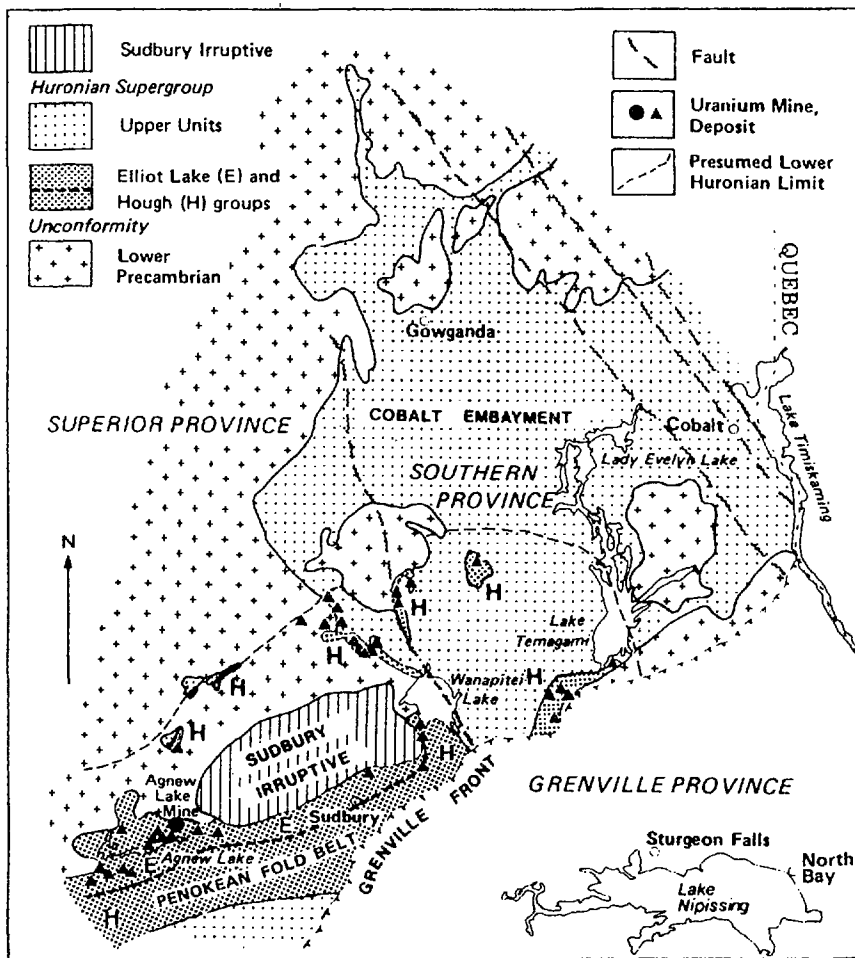 Sudbury Irruptive
Huronian Supergroup
Upper Units
Elliot Lake (E) and
Hough (H) groups
Unconformity
Lower
Precambrian
Fault
Uranium Mine,
Deposit
Presumed Lower
Huronian Limit
QUEBEC
Gowganda
SUPERIOR PROVINCE
COBALT EMBAYMENT
Cobalt
Lake Timiskaming
Lady Evelyn Lake
SOUTHERN
PROVINCE
N
H
H
H
Lake
Temagami
H
Wanapitei
Lake
H
H
H
SUDBURY
IRRUPTIVE
Agnew
Lake
Mine
E
Sudbury
E
Agnew Lake
PENOKEAN FOLD BELT
H
GRENVILLE FRONT
GRENVILLE PROVINCE
Sturgeon Falls
North
Bay
Lake
Nipissing